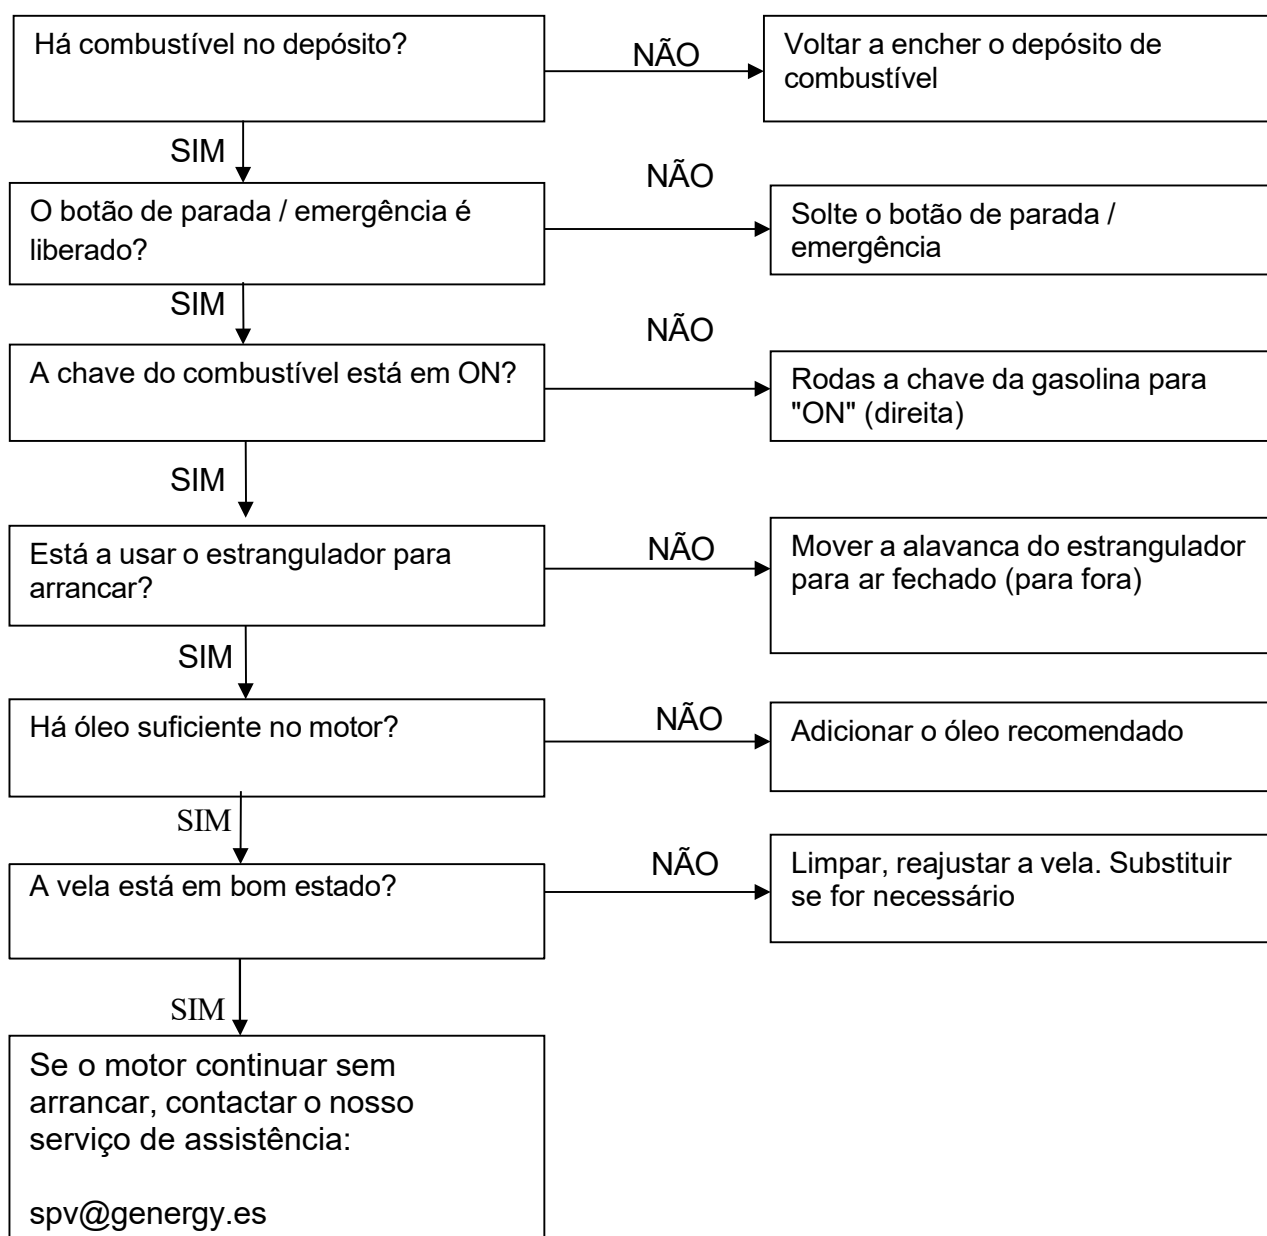 Há combustível no depósito?
NÃO
Voltar a encher o depósito de
combustível
SIM
O botão de parada / emergência é
liberado?
NÃO
Solte o botão de parada /
emergência
SIM
A chave do combustível está em ON?
NÃO
Rodas a chave da gasolina para
"ON" (direita)
SIM
Está a usar o estrangulador para
arrancar?
NÃO
Mover a alavanca do estrangulador
para ar fechado (para fora)
SIM
Há óleo suficiente no motor?
NÃO
Adicionar o óleo recomendado
SIM
A vela está em bom estado?
NÃO
Limpar, reajustar a vela. Substituir
se for necessário
SIM
Se o motor continuar sem
arrancar, contactar o nosso
serviço de assistência:
spv@genergy.es